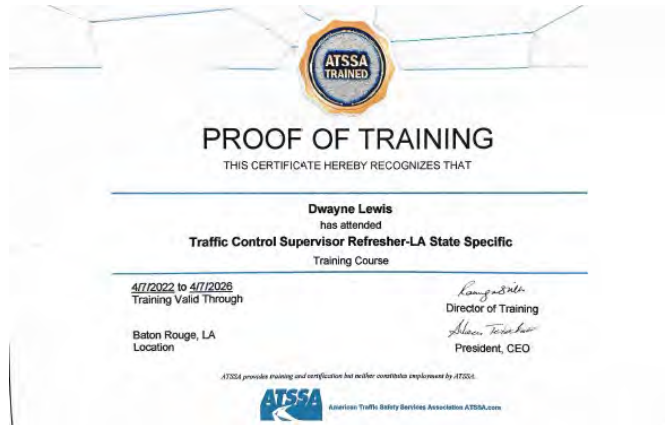 ATSSA
TRAINED
PROOF OF TRAINING
THIS CERTIFICATE HEREBY RECOGNIZES THAT
Dwayne Lewis
has attended
Traffic Control Supervisor Refresher-LA State Specific
Training Course
4/7/2022 to 4/7/2026
Training Valid Through
Director of Training
Baton Rouge, LA
Location
President, CEO
ATSSA provides training and certification but neither constitutes employment by ATSSA.
ATSSA
American Traffic Safety Services Association ATSSA.com